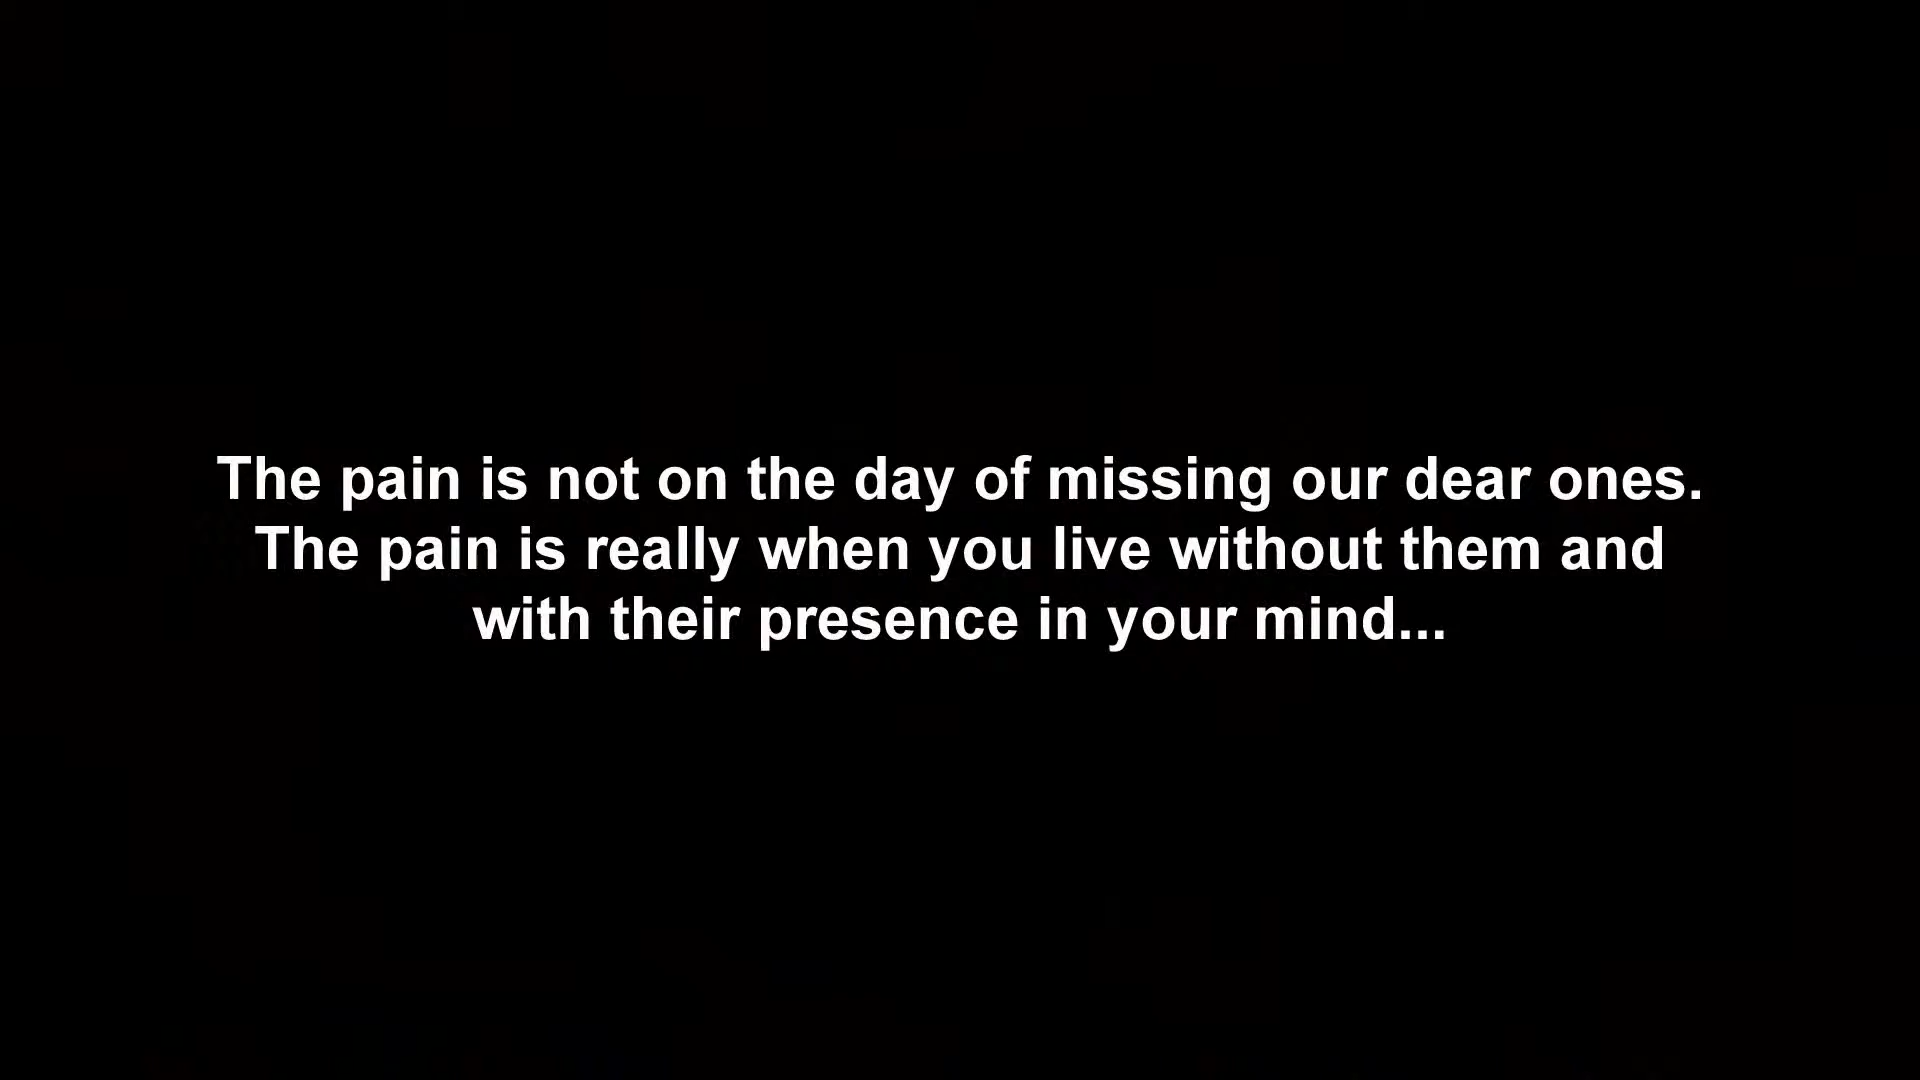 The pain is not on the day of missing our dear ones.
The pain is really when you live without them and
with their presence in your mind...